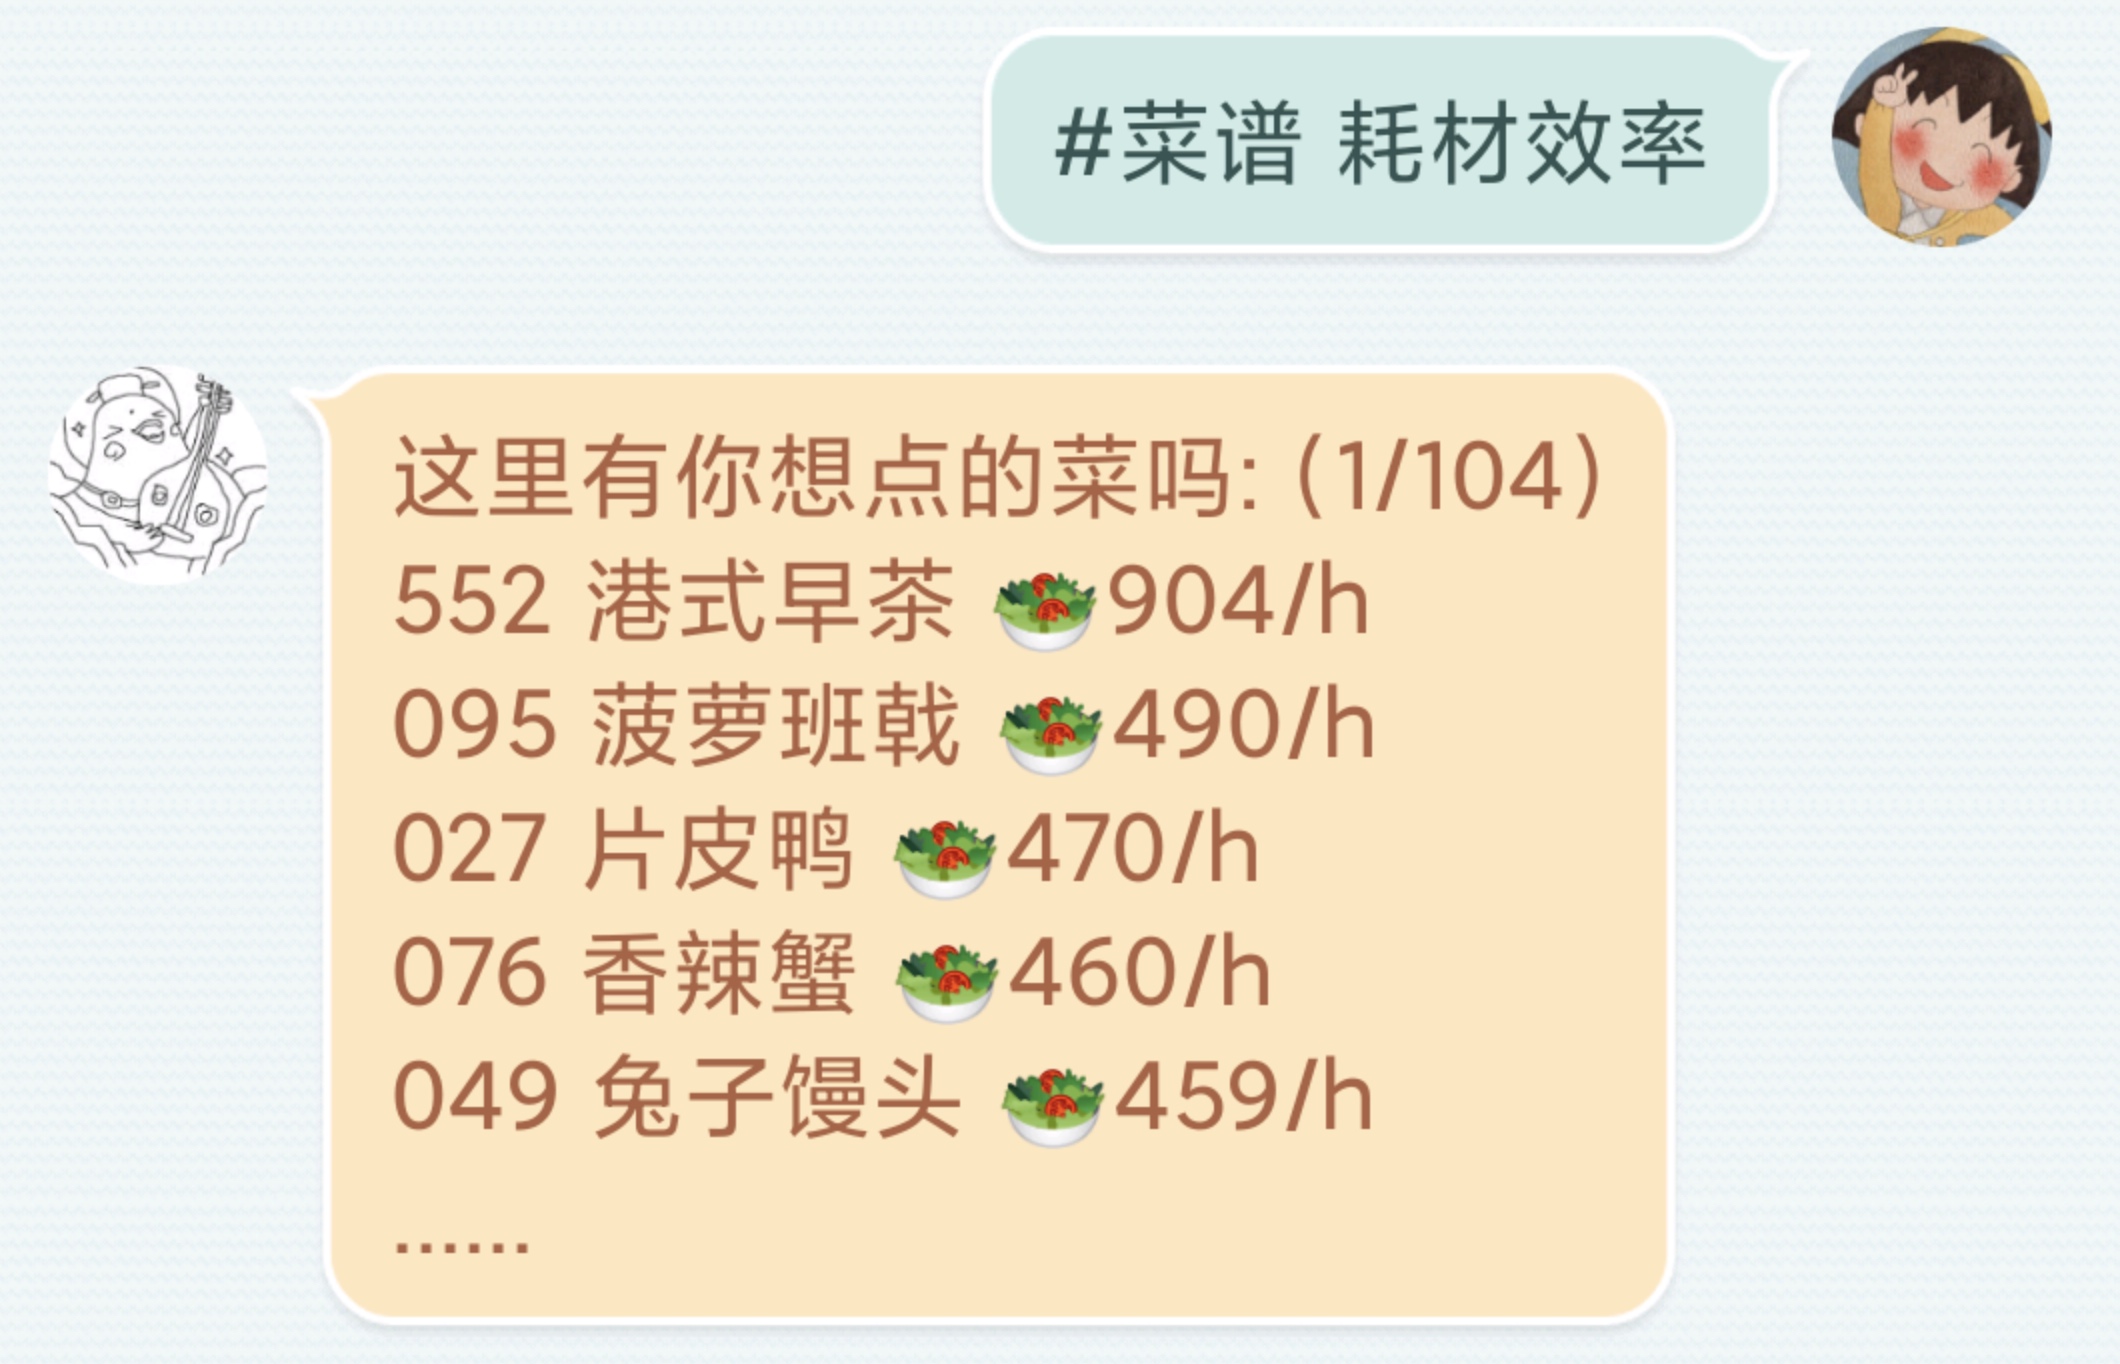 #菜谱 耗材效率
这里有你想点的菜吗:(1/104)
552 港式早茶 🥗904/h
095 菠萝班戟 🥗490/h
027 片皮鸭 🥗470/h
076 香辣蟹 🥗460/h
049 兔子馒头 🥗459/h
......